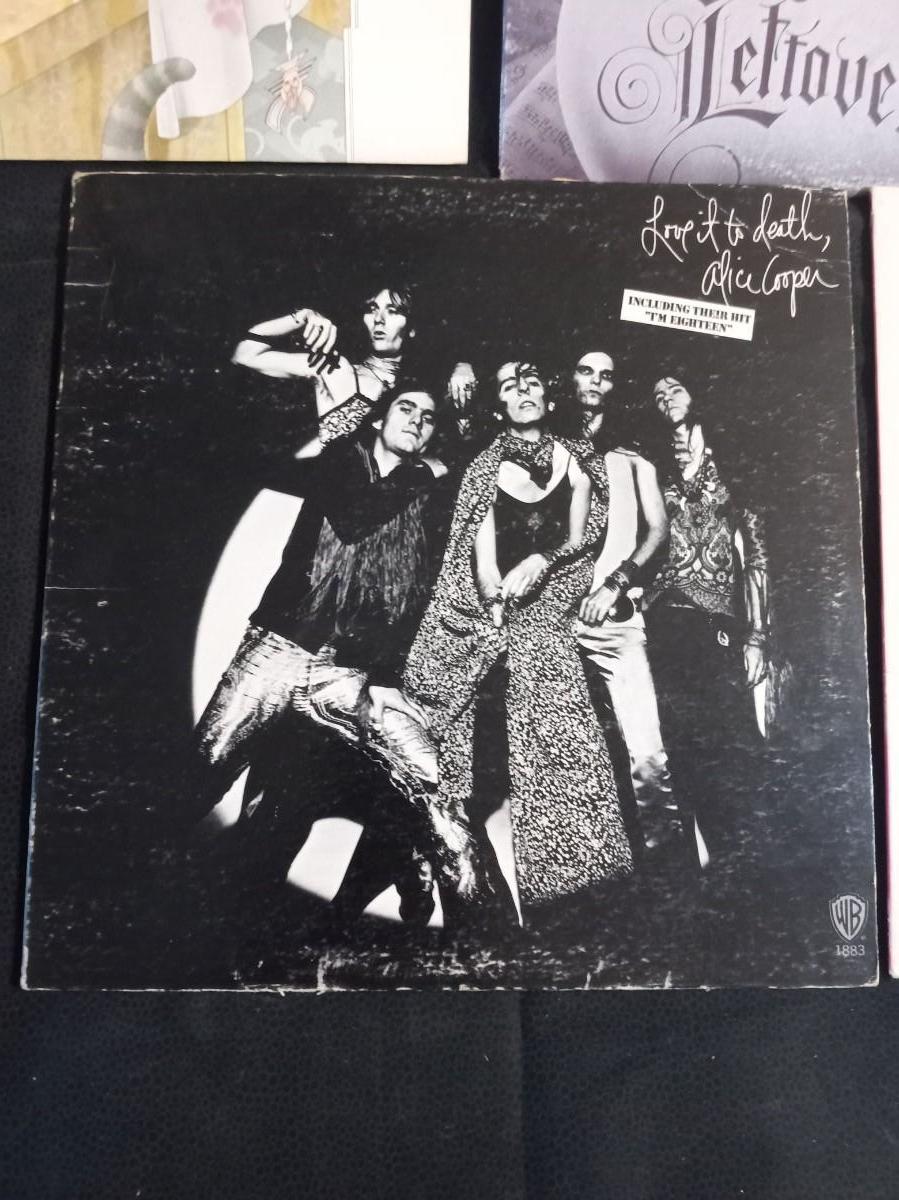 Leftove
Love it to death,
alice Cooper
INCLUDING THEIR HIT
"I'M EIGHTEEN"
WB
1883